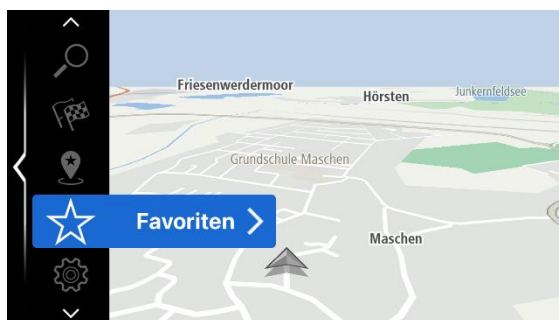 Friesenwerdermoor
Hörsten
Junkernfeldsee
Grundschule Maschen
Favoriten
Maschen